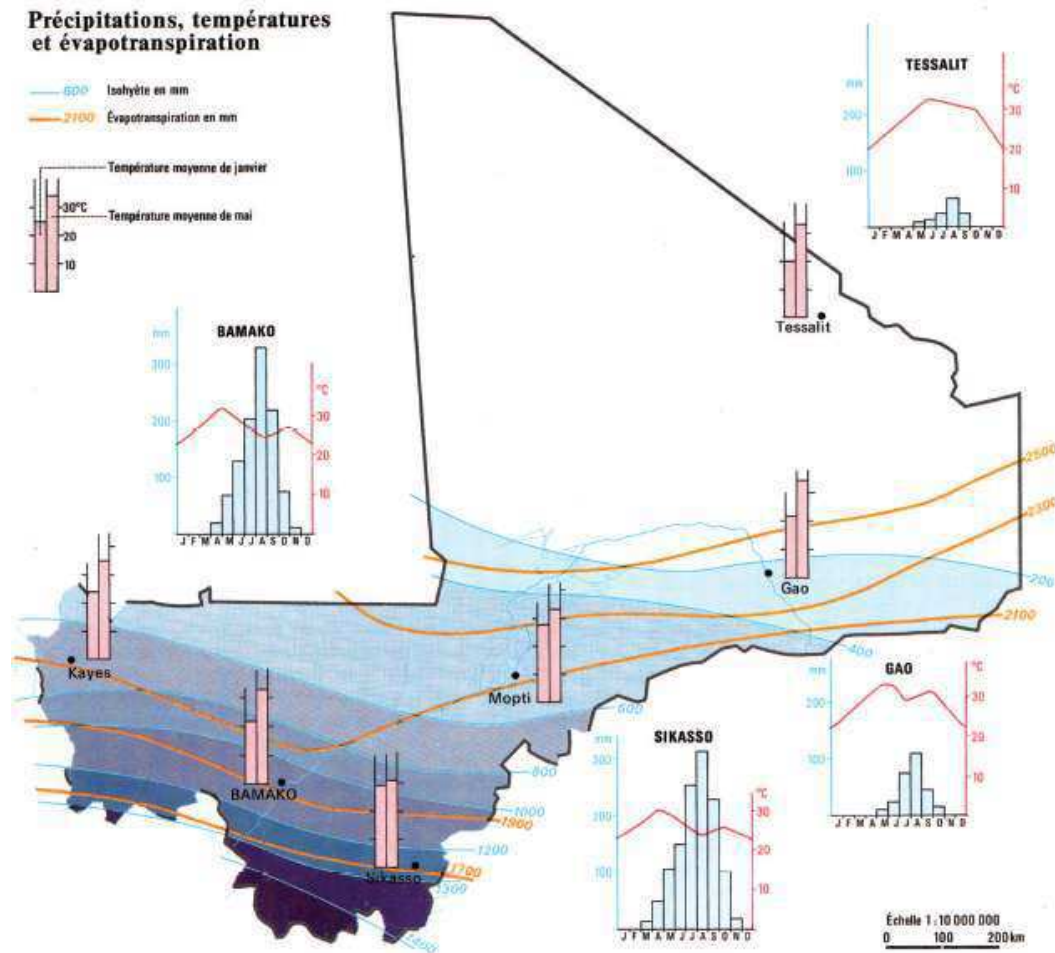 Précipitations, températures
et évapotranspiration
600 Isohyète en mm
2100 Évapotranspiration en mm
Température moyenne de janvier
30°C
Température moyenne de mai
20
10
TESSALIT
mm
200
100
°C
30
20
10
J F M A M J J A S O N D
Tessalit
BAMAKO
mm
300
200
100
°C
30
20
10
J F M A M J J A S O N D
2500
2300
200
2100
400
600
800
1000
1900
1200
1700
1300
1400
Gao
Kayes
Mopti
BAMAKO
Sikasso
GAO
mm
200
100
°C
30
20
10
J F M A M J J A S O N D
SIKASSO
mm
300
200
100
°C
30
20
10
J F M A M J J A S O N D
Échelle 1:10 000 000
0 100 200 km